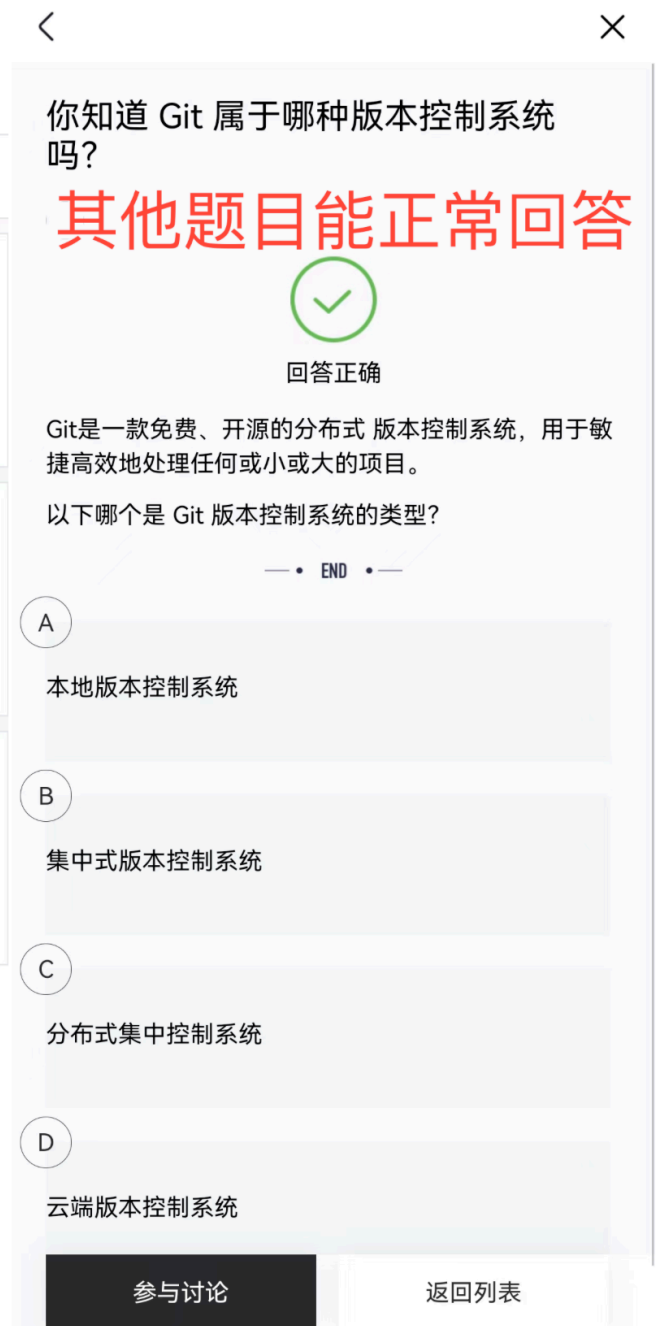 你知道 Git 属于哪种版本控制系统
吗？
其他题目能正常回答
回答正确
Git是一款免费、开源的分布式 版本控制系统，用于敏
捷高效地处理任何或小或大的项目。
以下哪个是 Git 版本控制系统的类型？
END
A
本地版本控制系统
B
集中式版本控制系统
C
分布式集中控制系统
D
云端版本控制系统
参与讨论 返回列表